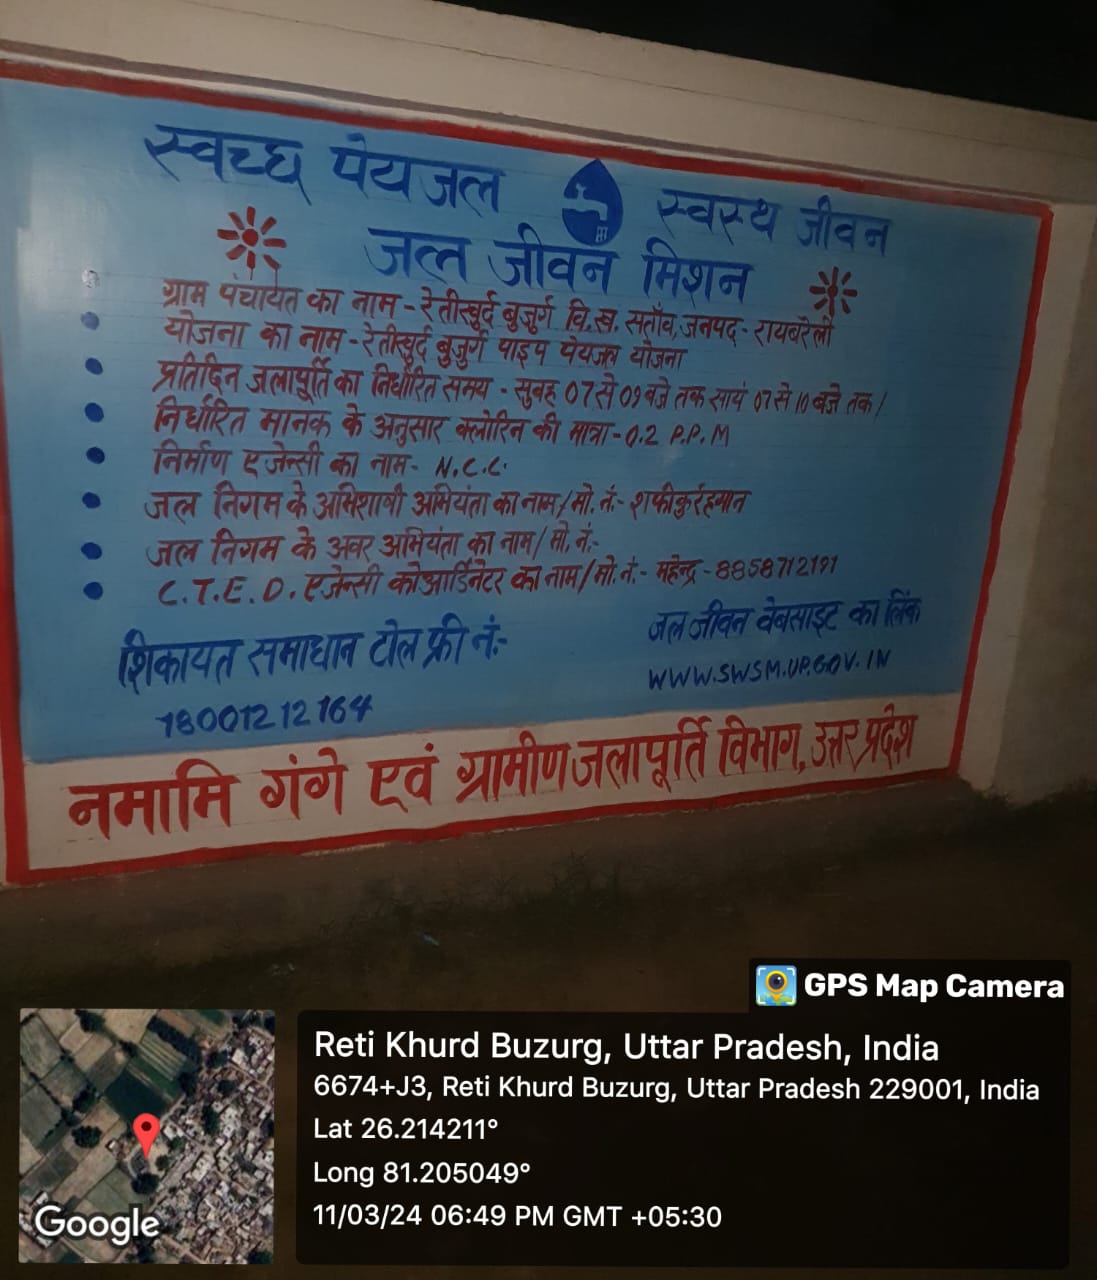 स्वच्छ पेयजल स्वस्थ जीवन
जल जीवन मिशन
ग्राम पंचायत का नाम - रेतीखुर्द बुजुर्ग वि.ख. सताँव, जनपद - रायबरेली
योजना का नाम - रेतीखुर्द बुजुर्ग पाइप पेयजल योजना
प्रतिदिन जलापूर्ति का निर्धारित समय - सुबह 07 से 09 बजे तक सायं 07 से 10 बजे तक /
निर्धारित मानक के अनुसार क्लोरिन की मात्रा - 0.2 P.P.M
निर्माण एजेन्सी का नाम - N.C.C.
जल निगम के अभिशाषी अभियंता का नाम / मो. नं:- शफीकुर्रहमान
जल निगम के अवर अभियंता का नाम / मो. नं:-
C.T.E.D. एजेन्सी कोआर्डिनेटर का नाम / मो. नं:- महेन्द्र - 8858712191
शिकायत समाधान टोल फ्री नं:-
18001212164
जल जीवन वेबसाइट का लिंक
WWW.SWSM.UP.GOV.IN
नमामि गंगे एवं ग्रामीण जलापूर्ति विभाग, उत्तर प्रदेश
GPS Map Camera
Reti Khurd Buzurg, Uttar Pradesh, India
6674+J3, Reti Khurd Buzurg, Uttar Pradesh 229001, India
Lat 26.214211°
Long 81.205049°
11/03/24 06:49 PM GMT +05:30
Google